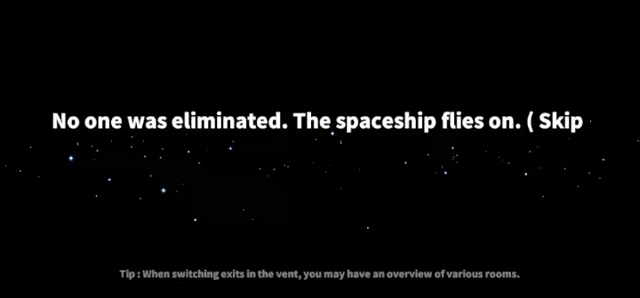 No one was eliminated. The spaceship flies on. ( Skip
Tip : When switching exits in the vent, you may have an overview of various rooms.